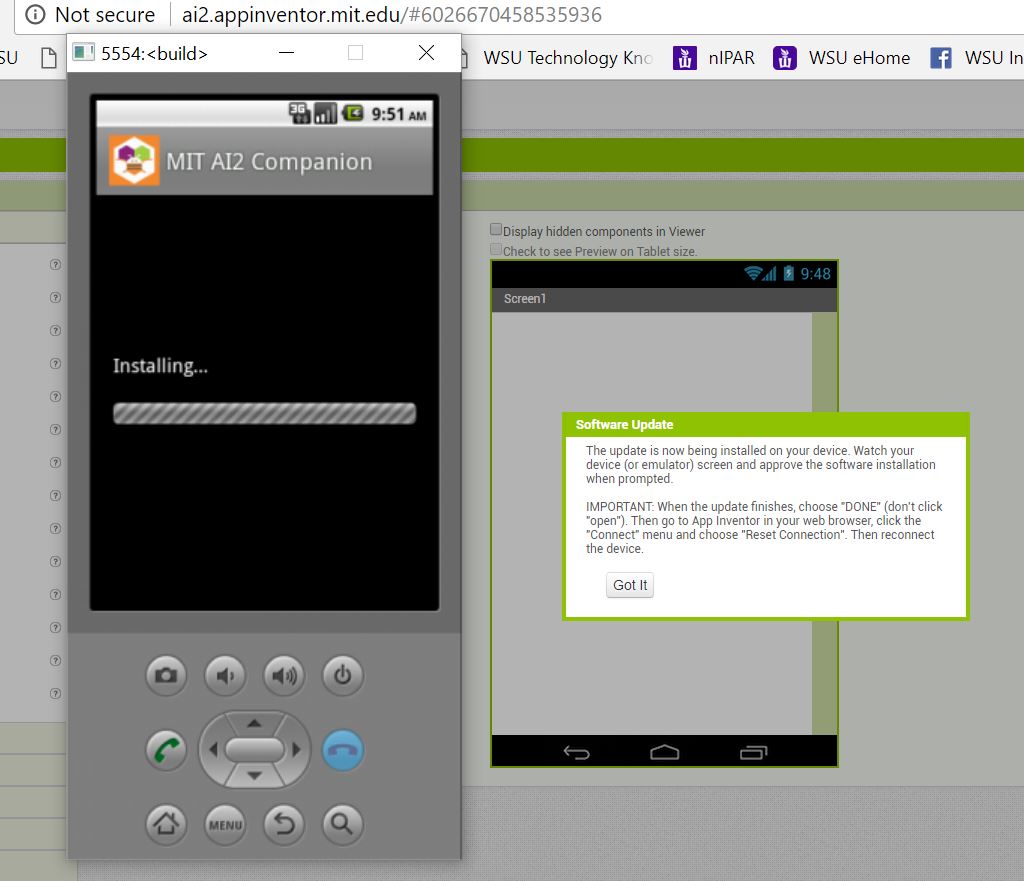 Not secure
ai2.appinventor.mit.edu/#6026670458535936
SU
WSU Technology Kno
nIPAR
WSU eHome
WSU In
5554:<build>
3G
9:51 AM
MIT AI2 Companion
Installing...
MENU
Display hidden components in Viewer
Check to see Preview on Tablet size.
9:48
Screen1
Software Update
The update is now being installed on your device. Watch your
device (or emulator) screen and approve the software installation
when prompted.
IMPORTANT: When the update finishes, choose "DONE" (don't click
"open"). Then go to App Inventor in your web browser, click the
"Connect" menu and choose "Reset Connection". Then reconnect
the device.
Got It